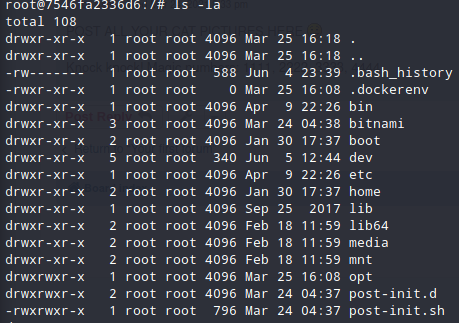 root@7546fa2336d6:/# ls -la
total 108
drwxr-xr-x 1 root root 4096 Mar 25 16:18 .
drwxr-xr-x 1 root root 4096 Mar 25 16:18 ..
-rw------- 1 root root 588 Jun 4 23:39 .bash_history
-rwxr-xr-x 1 root root 0 Mar 25 16:08 .dockerenv
drwxr-xr-x 1 root root 4096 Apr 9 22:26 bin
drwxr-xr-x 3 root root 4096 Mar 24 04:38 bitnami
drwxr-xr-x 2 root root 4096 Jan 30 17:37 boot
drwxr-xr-x 5 root root 340 Jun 5 12:44 dev
drwxr-xr-x 1 root root 4096 Apr 9 22:26 etc
drwxr-xr-x 2 root root 4096 Jan 30 17:37 home
drwxr-xr-x 1 root root 4096 Sep 25 2017 lib
drwxr-xr-x 2 root root 4096 Feb 18 11:59 lib64
drwxr-xr-x 2 root root 4096 Feb 18 11:59 media
drwxr-xr-x 2 root root 4096 Feb 18 11:59 mnt
drwxr-xr-x 1 root root 4096 Mar 25 16:08 opt
drwxrwxr-x 2 root root 4096 Mar 24 04:37 post-init.d
-rwxrwxr-x 1 root root 796 Mar 24 04:37 post-init.sh